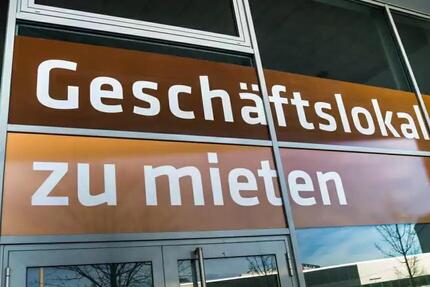 Geschäftslokal
zu mieten